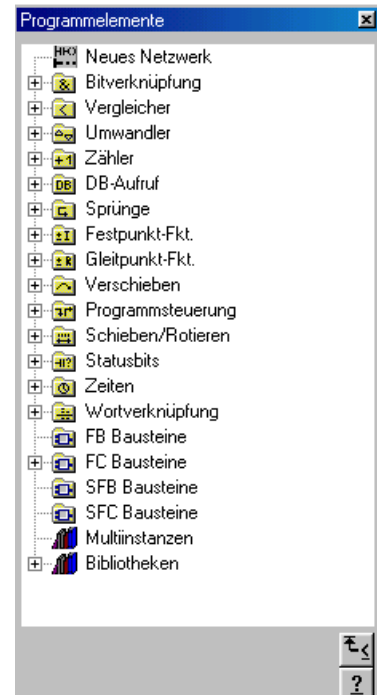 Programmelemente
Neues Netzwerk
Bitverknüpfung
Vergleicher
Umwandler
Zähler
DB-Aufruf
Sprünge
Festpunkt-Fkt.
Gleitpunkt-Fkt.
Verschieben
Programmsteuerung
Schieben/Rotieren
Statusbits
Zeiten
Wortverknüpfung
FB Bausteine
FC Bausteine
SFB Bausteine
SFC Bausteine
Multiinstanzen
Bibliotheken
?